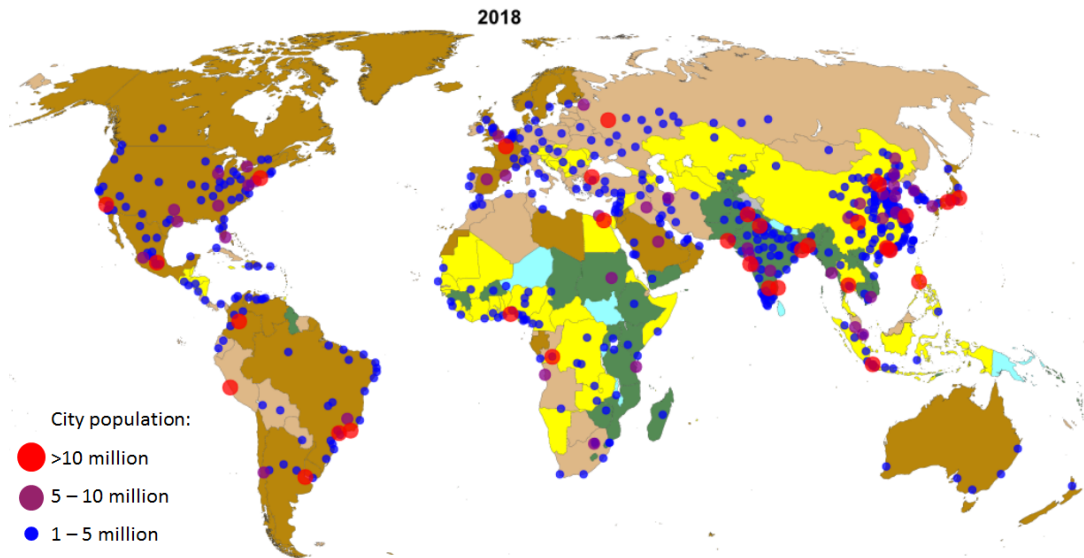 2018
City population:
>10 million
5 – 10 million
1 – 5 million